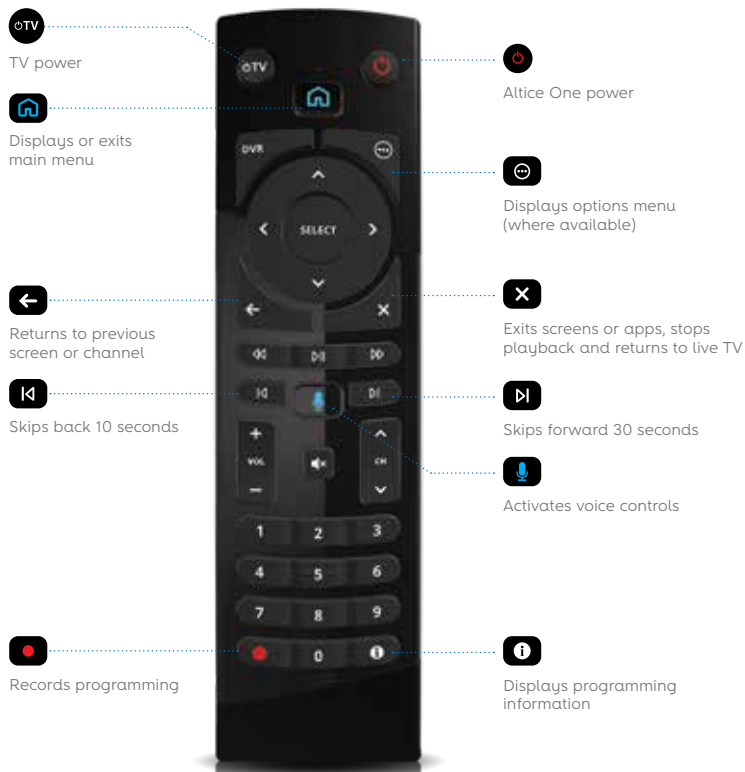 TV
TV power
Displays or exits
main menu
Returns to previous
screen or channel
Skips back 10 seconds
Records programming
TV
DVR
SELECT
VOL
CH
1 2 3
4 5 6
7 8 9
0
Altice One power
Displays options menu
(where available)
Exits screens or apps, stops
playback and returns to live TV
Skips forward 30 seconds
Activates voice controls
Displays programming
information